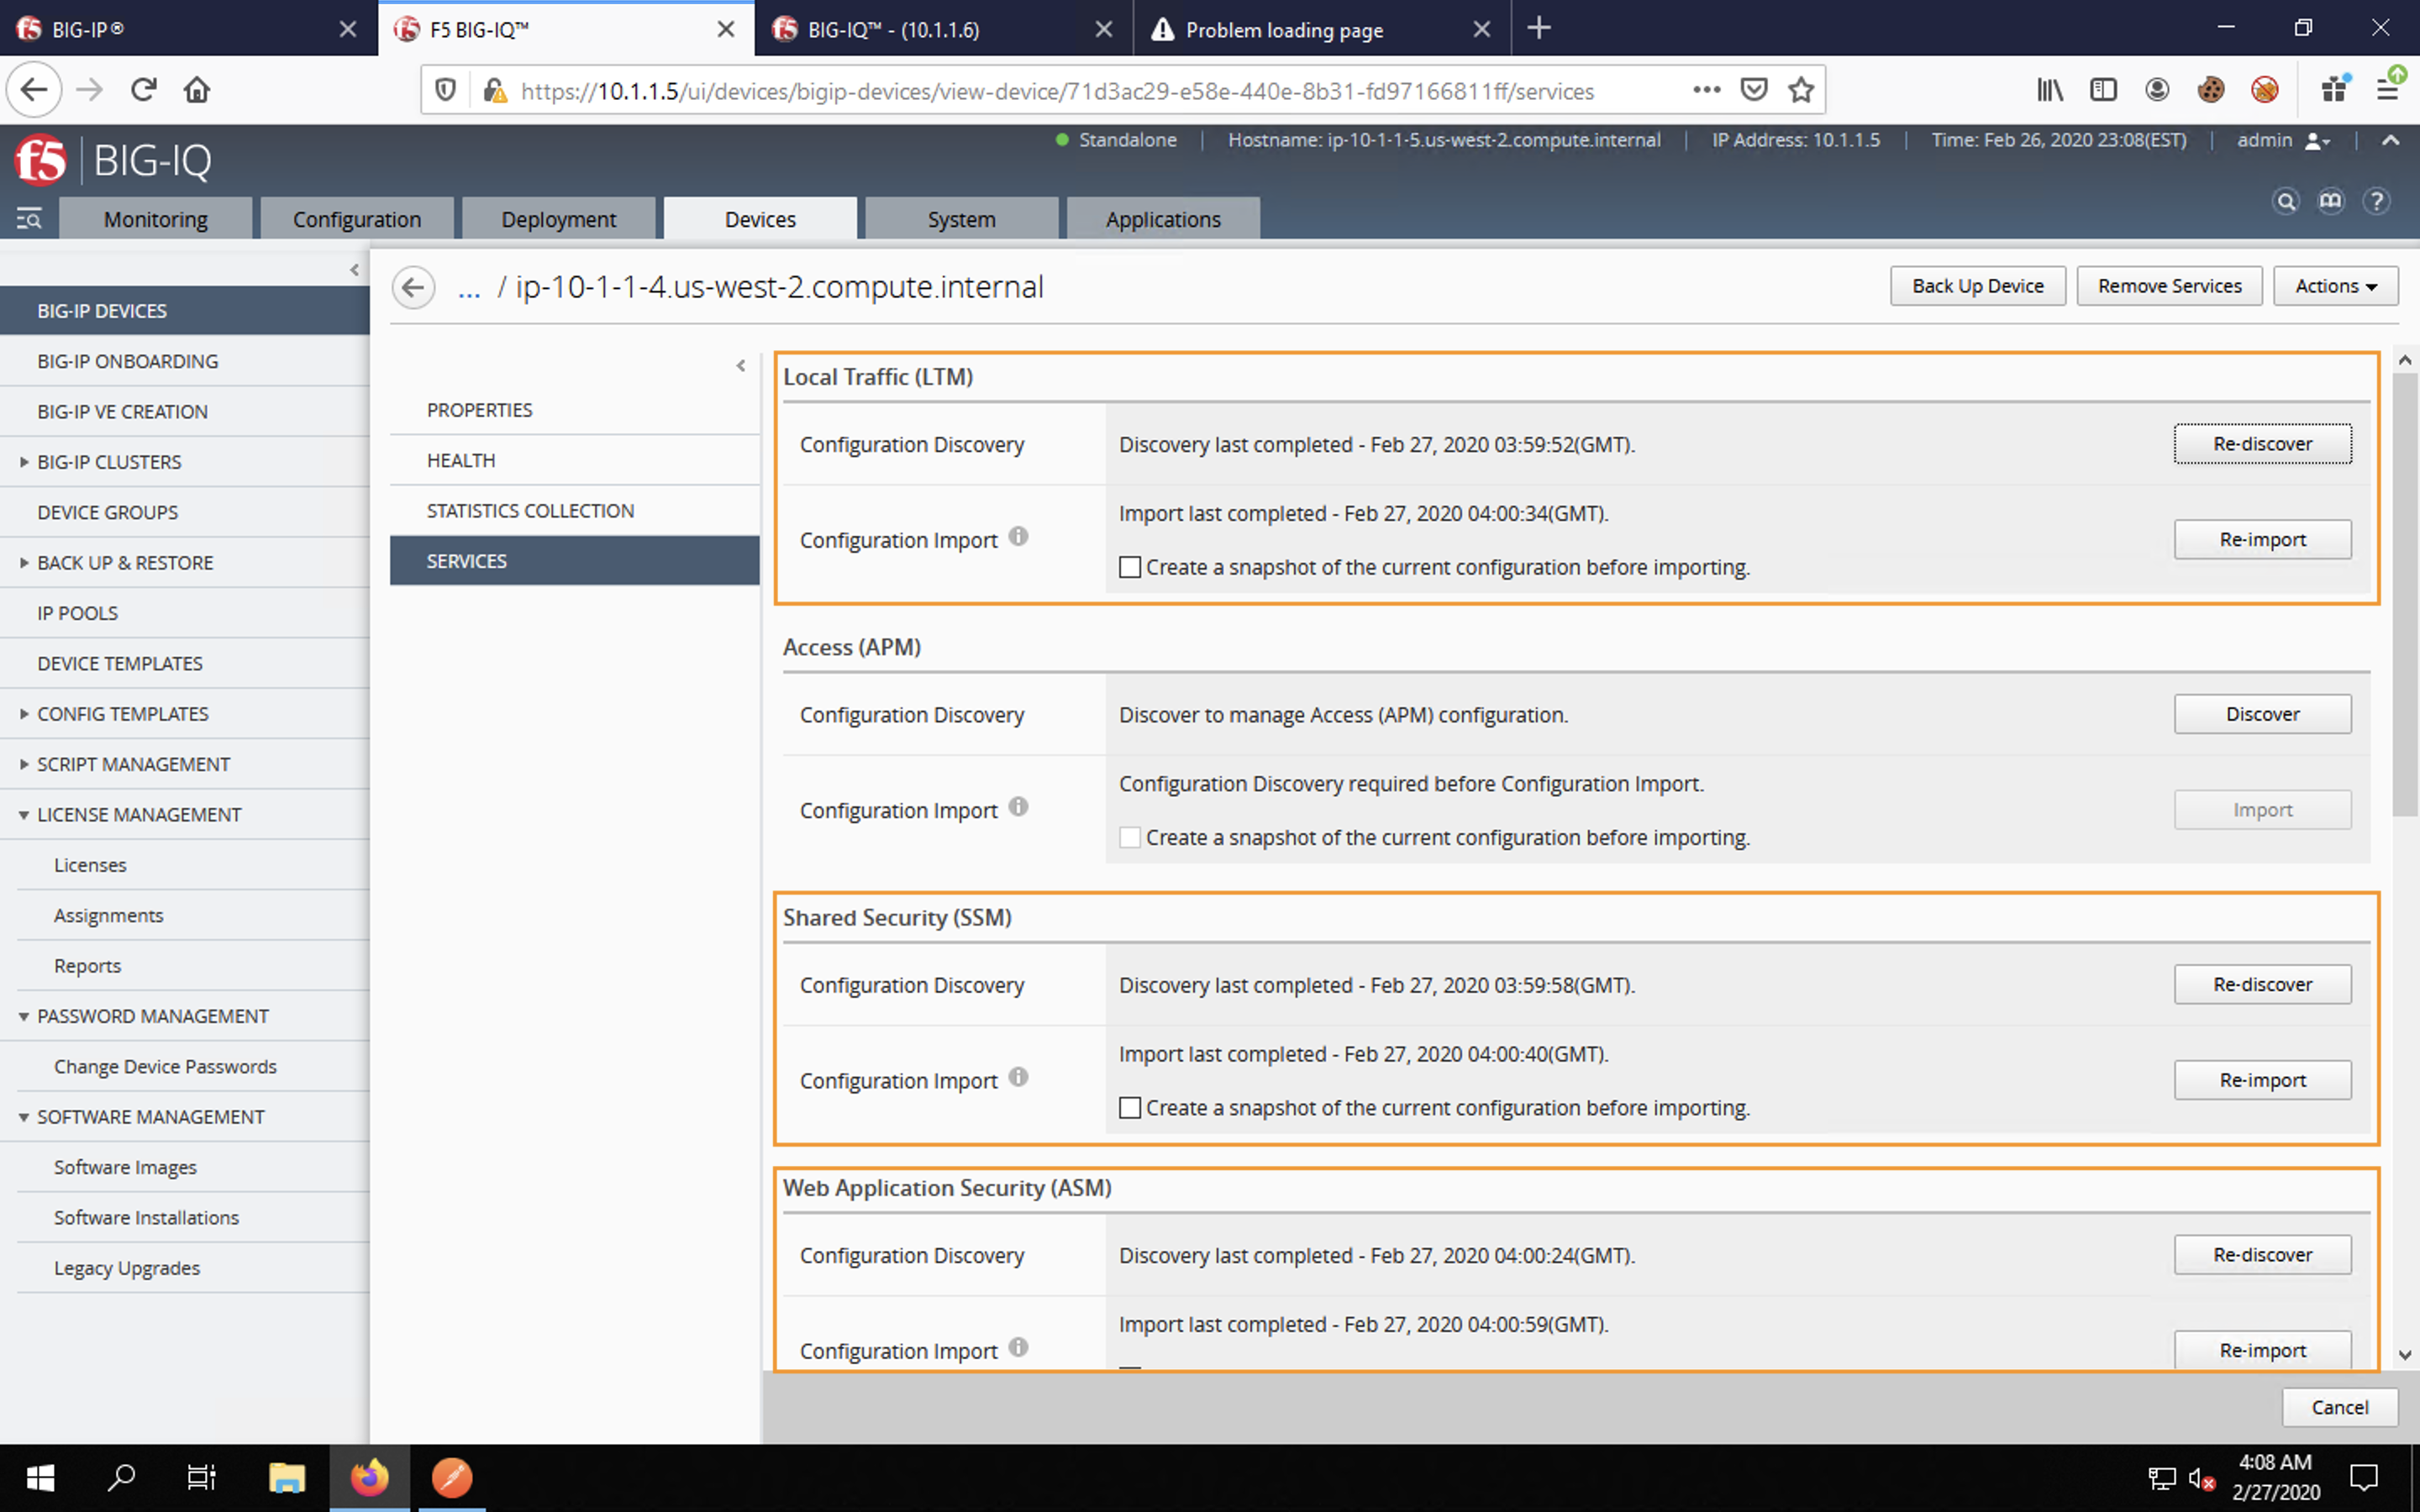 BIG-IP®
F5 BIG-IQ™
BIG-IQ™ - (10.1.1.6)
Problem loading page
https://10.1.1.5/ui/devices/bigip-devices/view-device/71d3ac29-e58e-440e-8b31-fd97166811ff/services
f5 BIG-IQ
Standalone
Hostname: ip-10-1-1-5.us-west-2.compute.internal
IP Address: 10.1.1.5
Time: Feb 26, 2020 23:08(EST)
admin
Monitoring
Configuration
Deployment
Devices
System
Applications
BIG-IP DEVICES
BIG-IP ONBOARDING
BIG-IP VE CREATION
BIG-IP CLUSTERS
DEVICE GROUPS
BACK UP & RESTORE
IP POOLS
DEVICE TEMPLATES
CONFIG TEMPLATES
SCRIPT MANAGEMENT
LICENSE MANAGEMENT
Licenses
Assignments
Reports
PASSWORD MANAGEMENT
Change Device Passwords
SOFTWARE MANAGEMENT
Software Images
Software Installations
Legacy Upgrades
... / ip-10-1-1-4.us-west-2.compute.internal
Back Up Device
Remove Services
Actions
PROPERTIES
HEALTH
STATISTICS COLLECTION
SERVICES
Local Traffic (LTM)
Configuration Discovery
Discovery last completed - Feb 27, 2020 03:59:52(GMT).
Re-discover
Configuration Import
Import last completed - Feb 27, 2020 04:00:34(GMT).
Create a snapshot of the current configuration before importing.
Re-import
Access (APM)
Configuration Discovery
Discover to manage Access (APM) configuration.
Discover
Configuration Import
Configuration Discovery required before Configuration Import.
Create a snapshot of the current configuration before importing.
Import
Shared Security (SSM)
Configuration Discovery
Discovery last completed - Feb 27, 2020 03:59:58(GMT).
Re-discover
Configuration Import
Import last completed - Feb 27, 2020 04:00:40(GMT).
Create a snapshot of the current configuration before importing.
Re-import
Web Application Security (ASM)
Configuration Discovery
Discovery last completed - Feb 27, 2020 04:00:24(GMT).
Re-discover
Configuration Import
Import last completed - Feb 27, 2020 04:00:59(GMT).
Re-import
Cancel
4:08 AM
2/27/2020